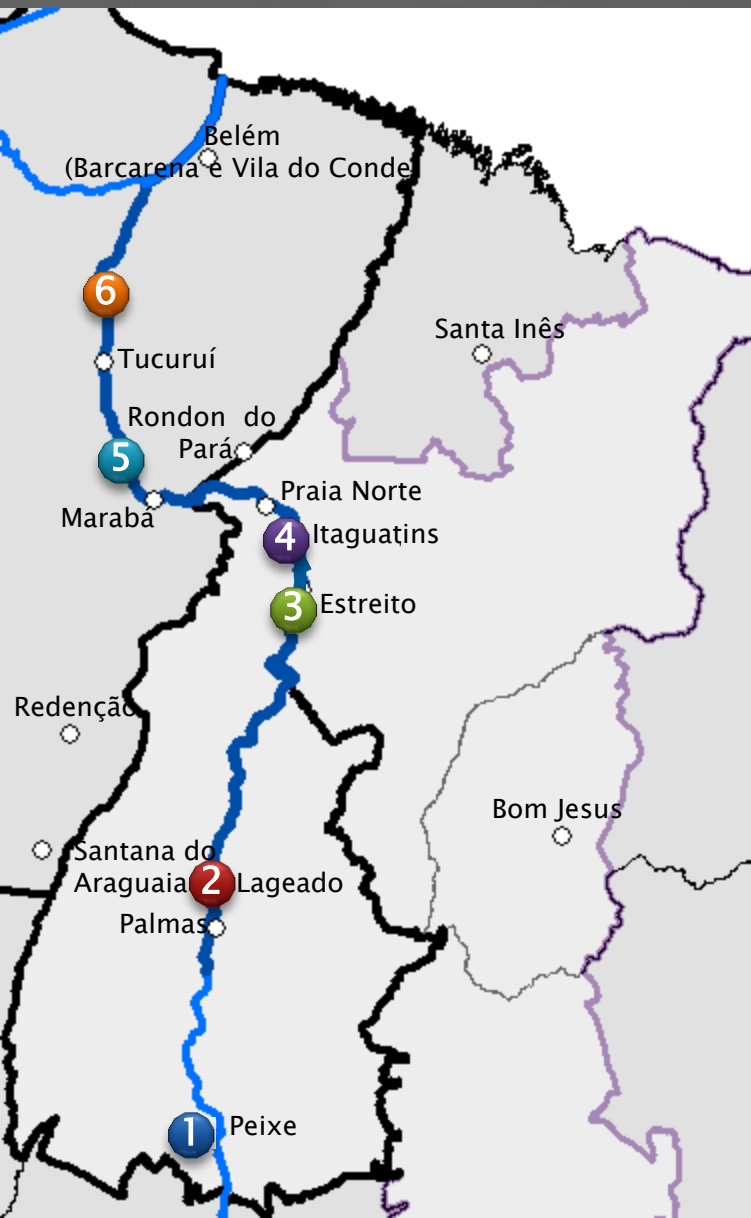 Belém
(Barcarena e Vila do Conde
6
Santa Inês
Tucuruí
Rondon do
Pará
5
Praia Norte
Marabá
4
Itaguatins
3
Estreito
Redenção
Bom Jesus
Santana do
Araguaia
2
Lageado
Palmas
1
Peixe